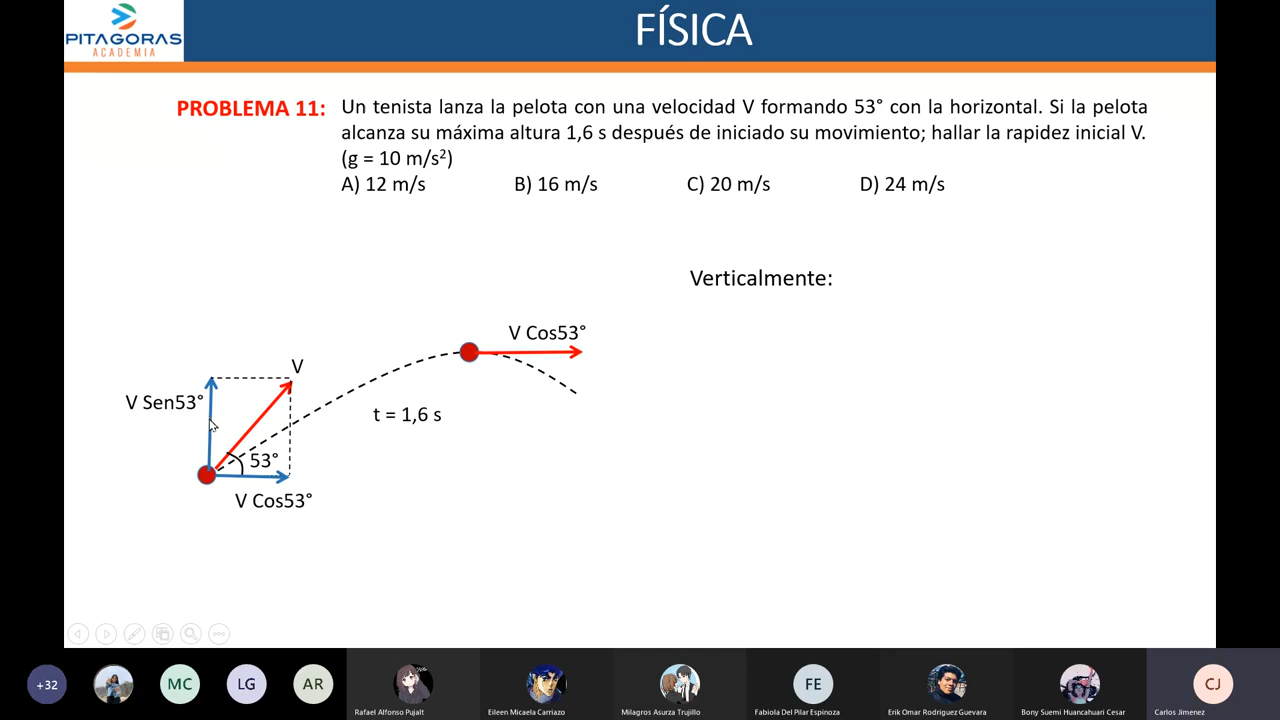 PITAGORAS
ACADEMIA
FÍSICA
PROBLEMA 11: Un tenista lanza la pelota con una velocidad V formando 53° con la horizontal. Si la pelota
alcanza su máxima altura 1,6 s después de iniciado su movimiento; hallar la rapidez inicial V.
(g = 10 m/s²)
A) 12 m/s B) 16 m/s C) 20 m/s D) 24 m/s
Verticalmente:
V Cos53°
V
V Sen53°
t = 1,6 s
53°
V Cos53°
+32 MC LG AR FE CJ
Rafael Alfonso Pujalt Eileen Micaela Carriazo Milagros Asurza Trujillo Fabiola Del Pilar Espinoza Erik Omar Rodriguez Guevara Bony Suemi Huancahuari Cesar Carlos Jimenez